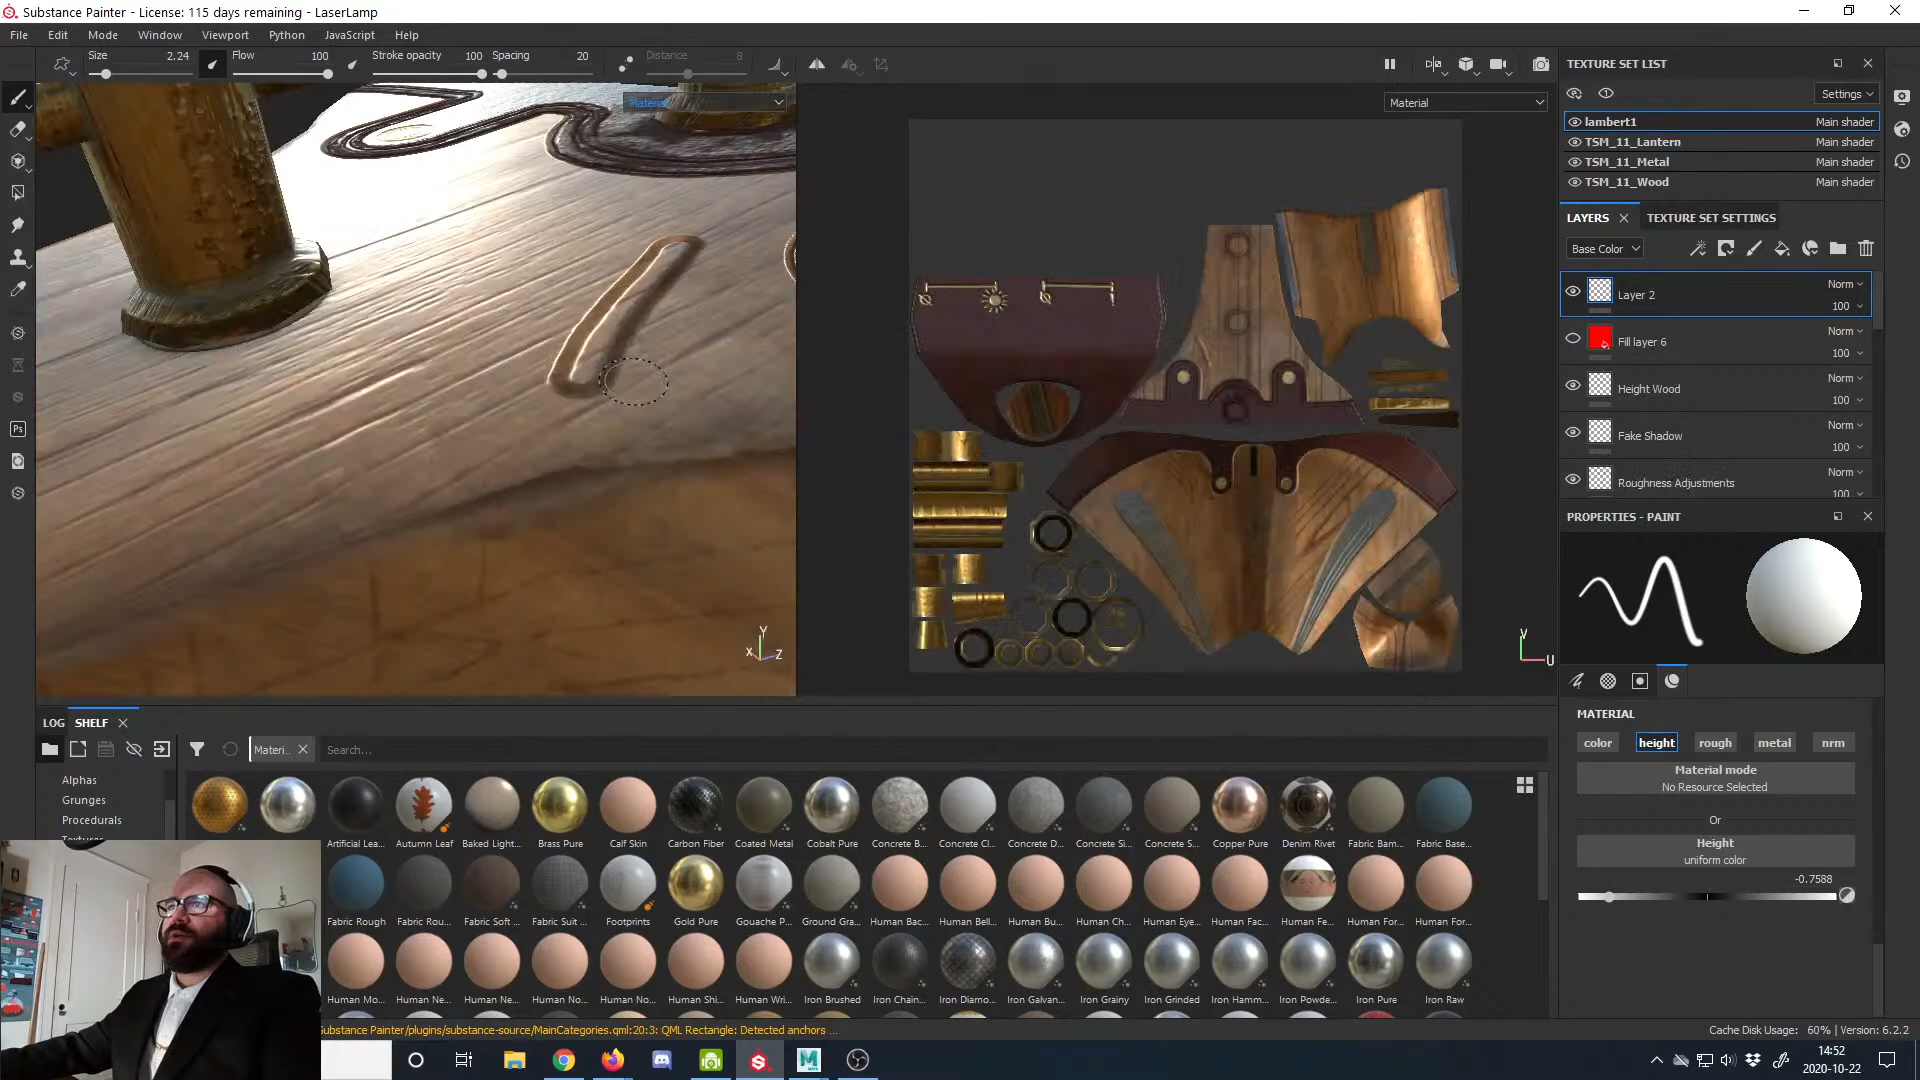 Substance Painter - License: 115 days remaining - LaserLamp
File Edit Mode Window Viewport Python JavaScript Help
Size 2.24 Flow 100 Stroke opacity 100 Spacing 20 Distance 8
Material
Material
Y
X
Z
V
U
TEXTURE SET LIST
Settings
lambert1 Main shader
TSM_11_Lantern Main shader
TSM_11_Metal Main shader
TSM_11_Wood Main shader
LAYERS TEXTURE SET SETTINGS
Base Color
Layer 2 Norm 100
Fill layer 6 Norm 100
Height Wood Norm 100
Fake Shadow Norm 100
Roughness Adjustments Norm 100
PROPERTIES - PAINT
MATERIAL
color height rough metal nrm
Material mode
No Resource Selected
Or
Height
uniform color
-0.7588
LOG SHELF
Materi... Search...
Alphas
Grunges
Procedurals
Textures
Artificial Lea... Autumn Leaf Baked Light... Brass Pure Calf Skin Carbon Fiber Coated Metal Cobalt Pure Concrete B... Concrete Cl... Concrete D... Concrete Si... Concrete S... Copper Pure Denim Rivet Fabric Bam... Fabric Base...
Fabric Rough Fabric Rou... Fabric Soft ... Fabric Suit ... Footprints Gold Pure Gouache P... Ground Gra... Human Bac... Human Bell... Human Bu... Human Ch... Human Eye... Human Fac... Human Fe... Human For... Human For...
Human Mo... Human Ne... Human Ne... Human No... Human No... Human Shi... Human Wri... Iron Brushed Iron Chain... Iron Diamo... Iron Galvan... Iron Grainy Iron Grinded Iron Hamm... Iron Powde... Iron Pure Iron Raw
Substance Painter/plugins/substance-source/MainCategories.qml:20:3: QML Rectangle: Detected anchors ...
Cache Disk Usage: 60% | Version: 6.2.2
Ps
14:52
2020-10-22